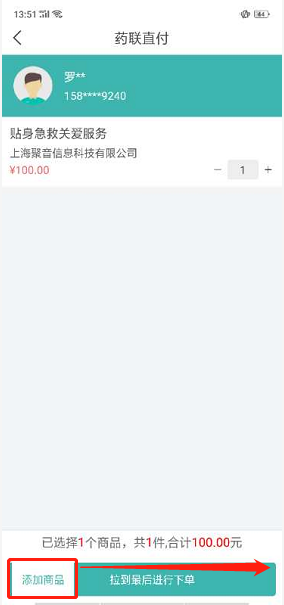 13:51
药联直付
罗**
158****9240
贴身急救关爱服务
上海聚音信息科技有限公司
¥100.00
− 1 +
已选择1个商品，共1件,合计100.00元
添加商品 拉到最后进行下单